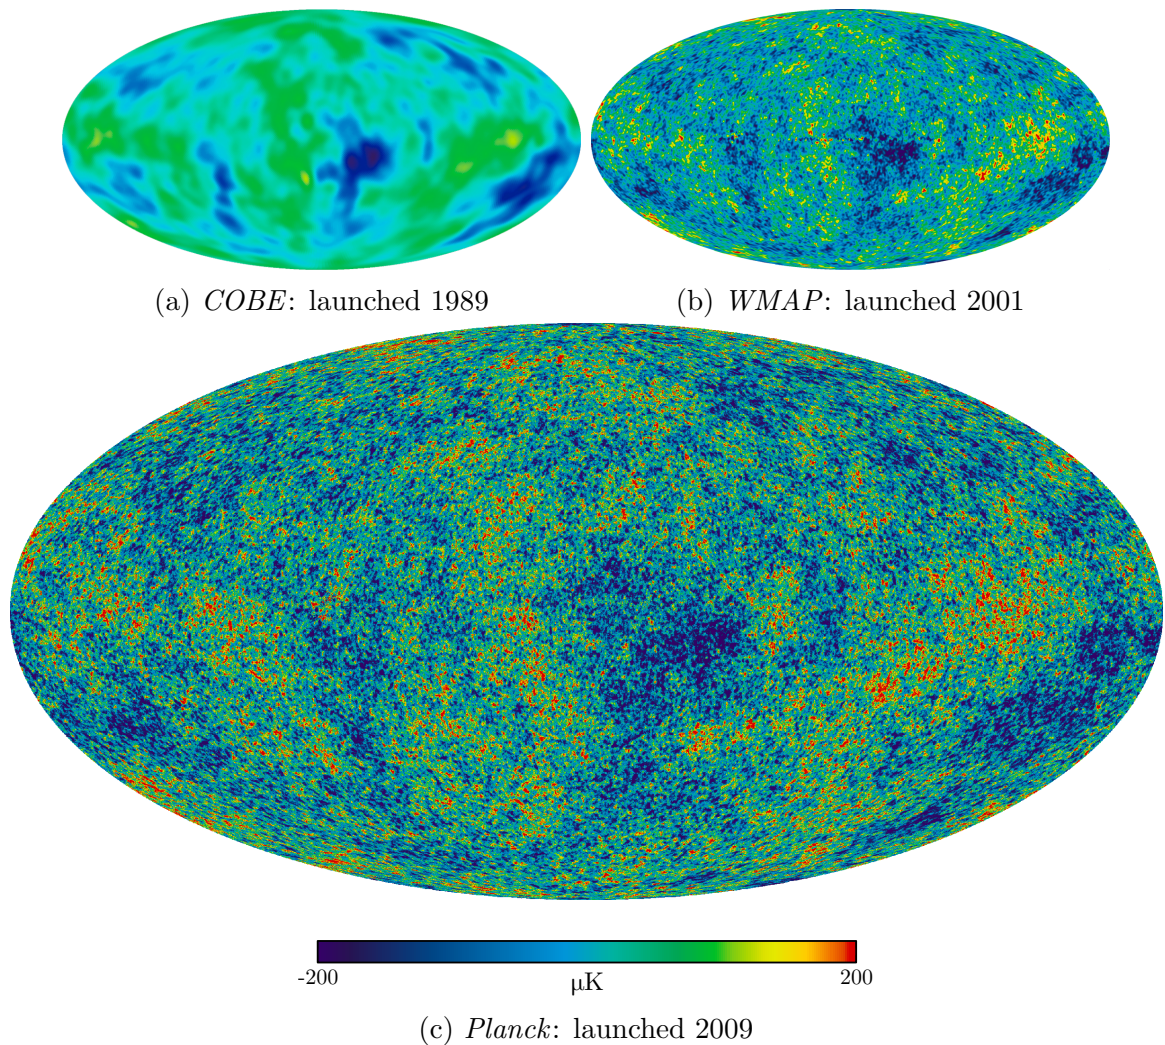 (a) COBE: launched 1989
(b) WMAP: launched 2001
-200
200
µK
(c) Planck: launched 2009